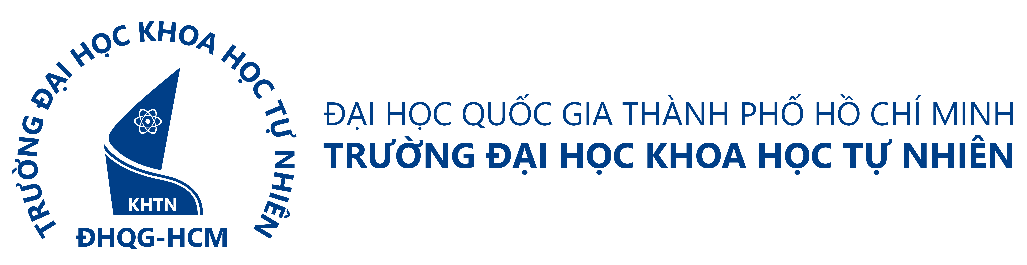 TRƯỜNG ĐẠI HỌC KHOA HỌC TỰ NHIÊN
KHTN
ĐHQG-HCM
ĐẠI HỌC QUỐC GIA THÀNH PHỐ HỒ CHÍ MINH
TRƯỜNG ĐẠI HỌC KHOA HỌC TỰ NHIÊN